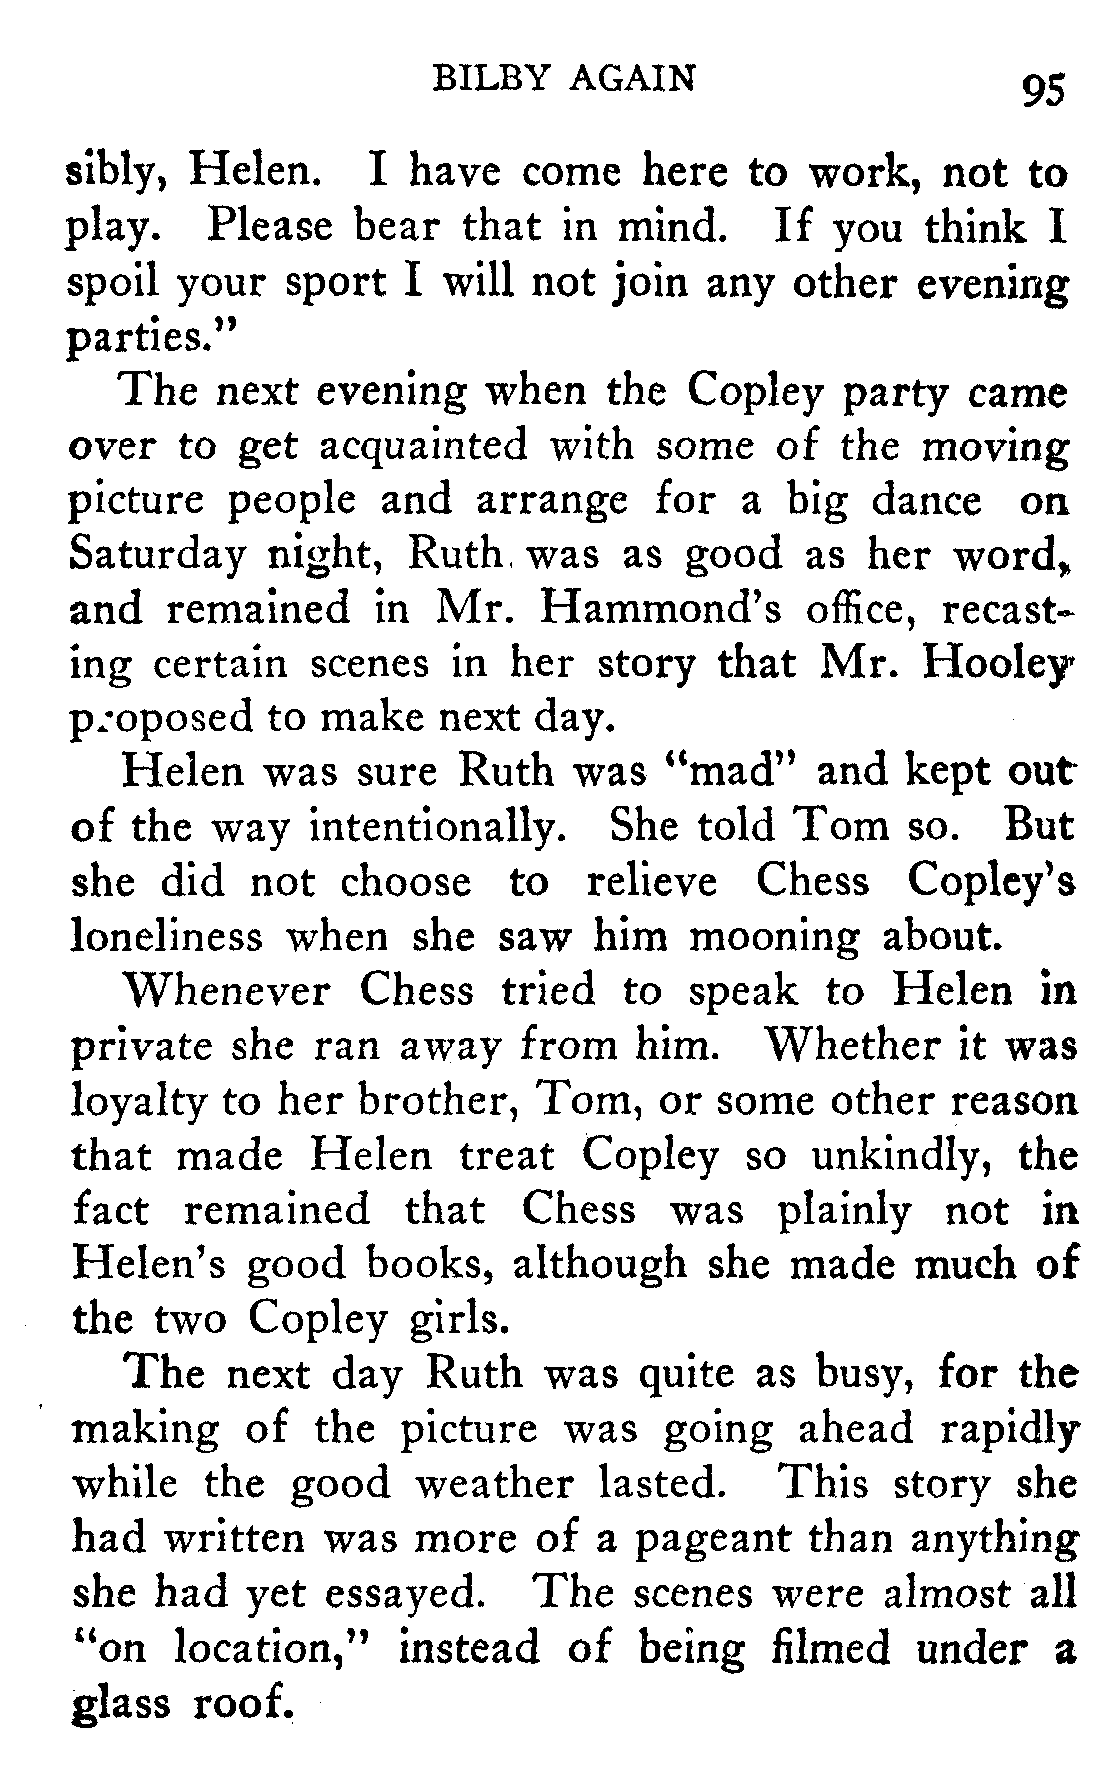 BILBY AGAIN 95
sibly, Helen. I have come here to work, not to
play. Please bear that in mind. If you think I
spoil your sport I will not join any other evening
parties."
The next evening when the Copley party came
over to get acquainted with some of the moving
picture people and arrange for a big dance on
Saturday night, Ruth was as good as her word,
and remained in Mr. Hammond's office, recast-
ing certain scenes in her story that Mr. Hooley
proposed to make next day.
Helen was sure Ruth was "mad" and kept out
of the way intentionally. She told Tom so. But
she did not choose to relieve Chess Copley's
loneliness when she saw him mooning about.
Whenever Chess tried to speak to Helen in
private she ran away from him. Whether it was
loyalty to her brother, Tom, or some other reason
that made Helen treat Copley so unkindly, the
fact remained that Chess was plainly not in
Helen's good books, although she made much of
the two Copley girls.
The next day Ruth was quite as busy, for the
making of the picture was going ahead rapidly
while the good weather lasted. This story she
had written was more of a pageant than anything
she had yet essayed. The scenes were almost all
"on location," instead of being filmed under a
glass roof.